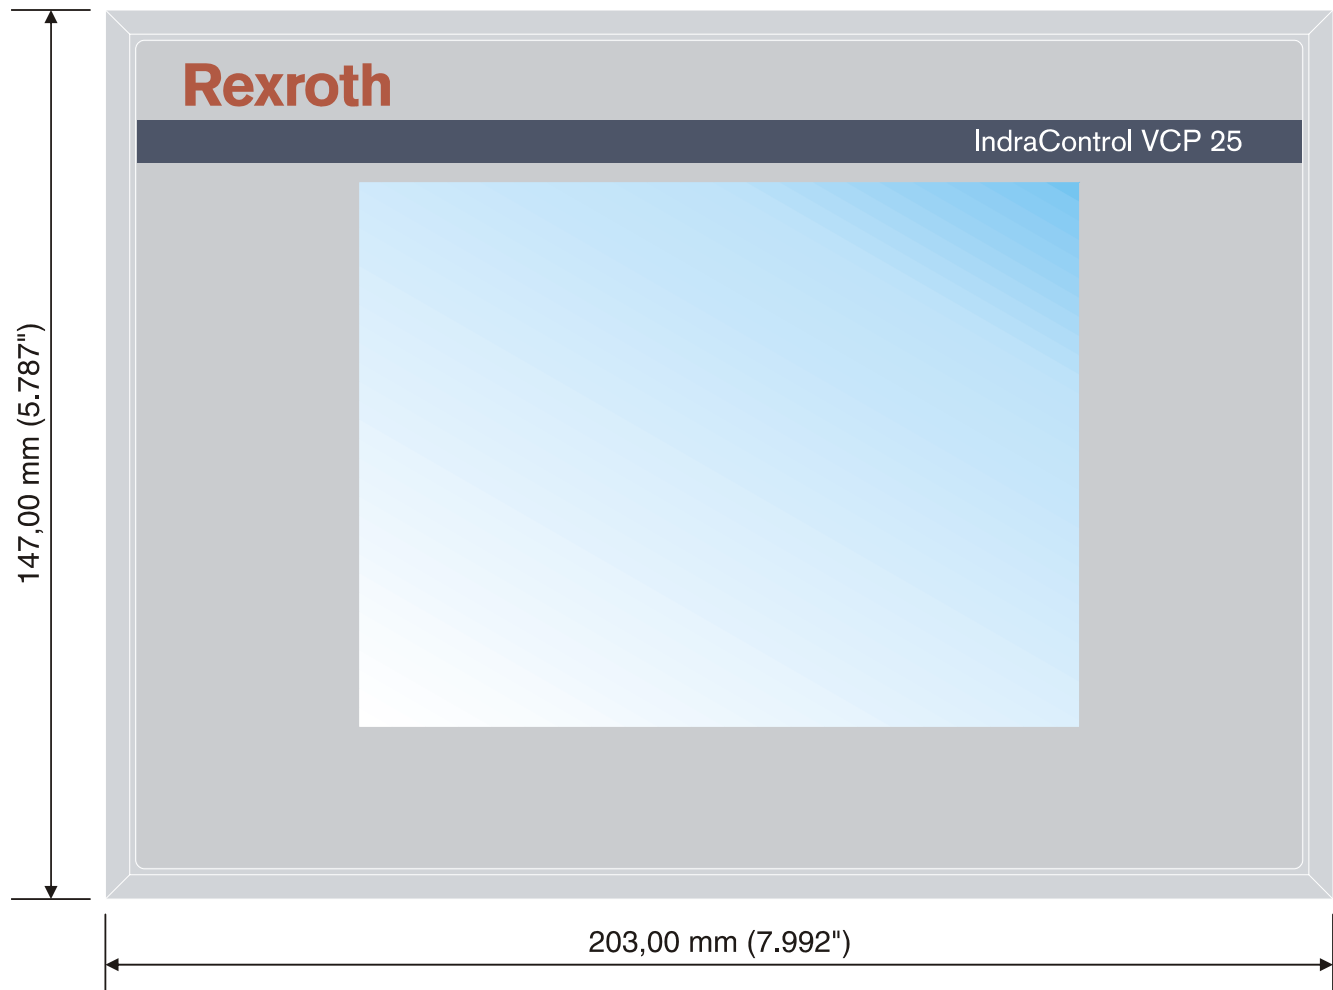 Rexroth
IndraControl VCP 25
147,00 mm (5.787")
203,00 mm (7.992")